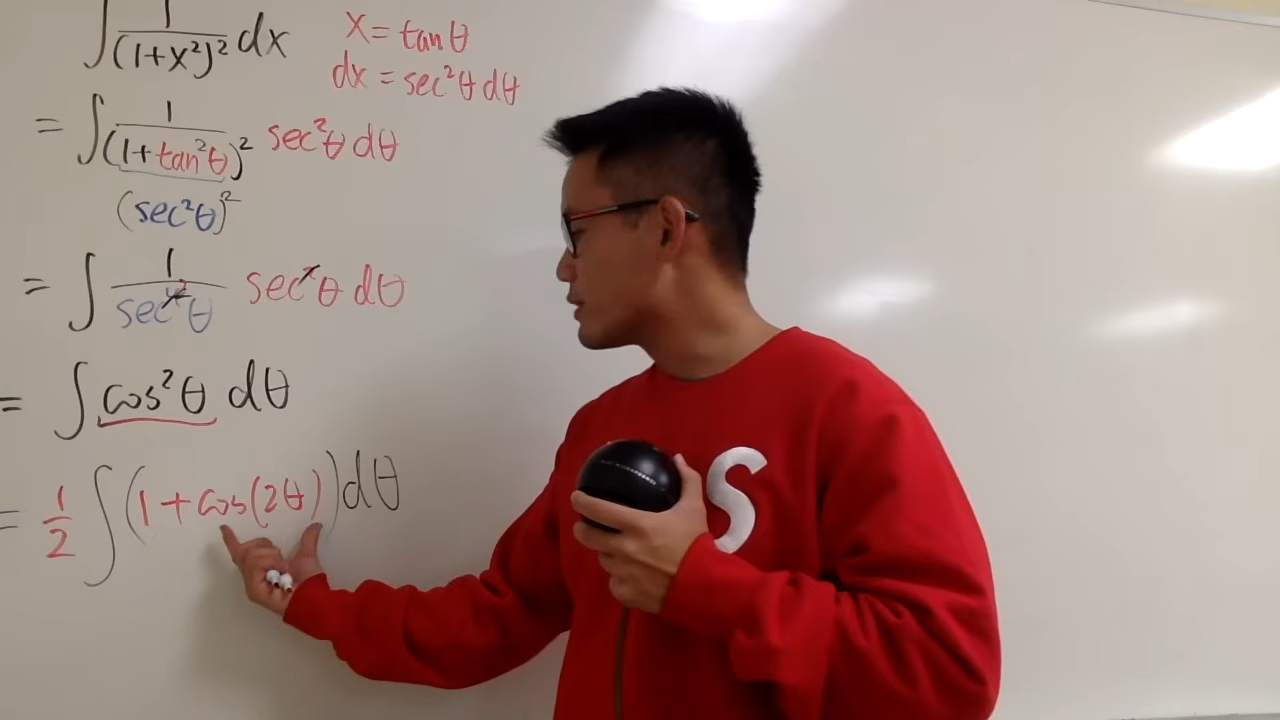 ∫ 1/(1+x²)² dx
x = tanθ
dx = sec²θ dθ
= ∫ 1/(1+tan²θ)² sec²θ dθ
(sec²θ)²
= ∫ 1/sec⁴²θ sec²θ dθ
= ∫ cos²θ dθ
= 1/2 ∫ (1 + cos(2θ)) dθ
S